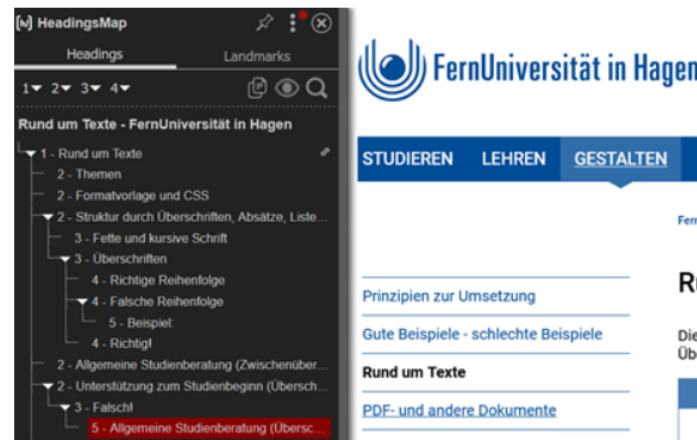 HeadingsMap
Headings Landmarks
1 2 3 4
Rund um Texte - FernUniversität in Hagen
1 - Rund um Texte
2 - Themen
2 - Formatvorlage und CSS
2 - Struktur durch Überschriften, Absätze, Liste...
3 - Fette und kursive Schrift
3 - Überschriften
4 - Richtige Reihenfolge
4 - Falsche Reihenfolge
5 - Beispiel:
4 - Richtig!
2 - Allgemeine Studienberatung (Zwischenüber...
2 - Unterstützung zum Studienbeginn (Übersch...
3 - Falsch!
5 - Allgemeine Studienberatung (Übersc...
FernUniversität in Hagen
STUDIEREN LEHREN GESTALTEN
Fern
Prinzipien zur Umsetzung
Gute Beispiele - schlechte Beispiele
Rund um Texte
PDF- und andere Dokumente
Ru
Die
Üb